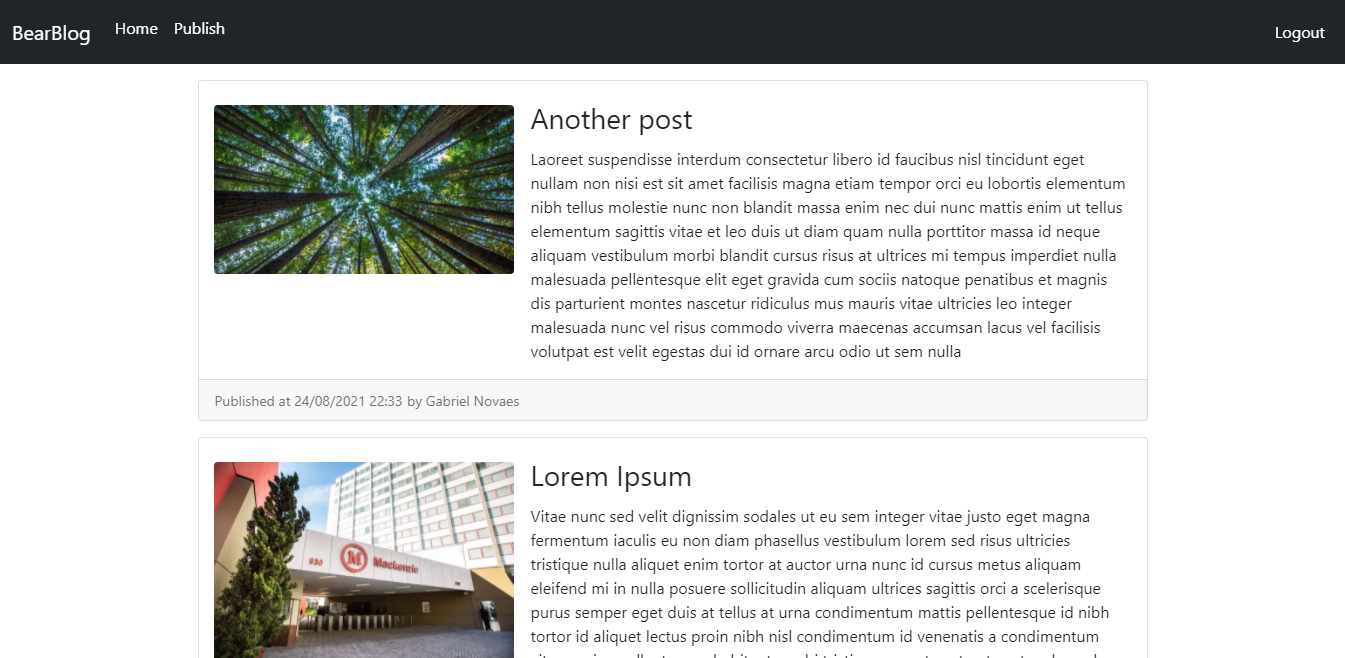 BearBlog Home Publish Logout
Another post
Laoreet suspendisse interdum consectetur libero id faucibus nisl tincidunt eget
nullam non nisi est sit amet facilisis magna etiam tempor orci eu lobortis elementum
nibh tellus molestie nunc non blandit massa enim nec dui nunc mattis enim ut tellus
elementum sagittis vitae et leo duis ut diam quam nulla porttitor massa id neque
aliquam vestibulum morbi blandit cursus risus at ultrices mi tempus imperdiet nulla
malesuada pellentesque elit eget gravida cum sociis natoque penatibus et magnis
dis parturient montes nascetur ridiculus mus mauris vitae ultricies leo integer
malesuada nunc vel risus commodo viverra maecenas accumsan lacus vel facilisis
volutpat est velit egestas dui id ornare arcu odio ut sem nulla
Published at 24/08/2021 22:33 by Gabriel Novaes
930 M Mackenzie
Lorem Ipsum
Vitae nunc sed velit dignissim sodales ut eu sem integer vitae justo eget magna
fermentum iaculis eu non diam phasellus vestibulum lorem sed risus ultricies
tristique nulla aliquet enim tortor at auctor urna nunc id cursus metus aliquam
eleifend mi in nulla posuere sollicitudin aliquam ultrices sagittis orci a scelerisque
purus semper eget duis at tellus at urna condimentum mattis pellentesque id nibh
tortor id aliquet lectus proin nibh nisl condimentum id venenatis a condimentum